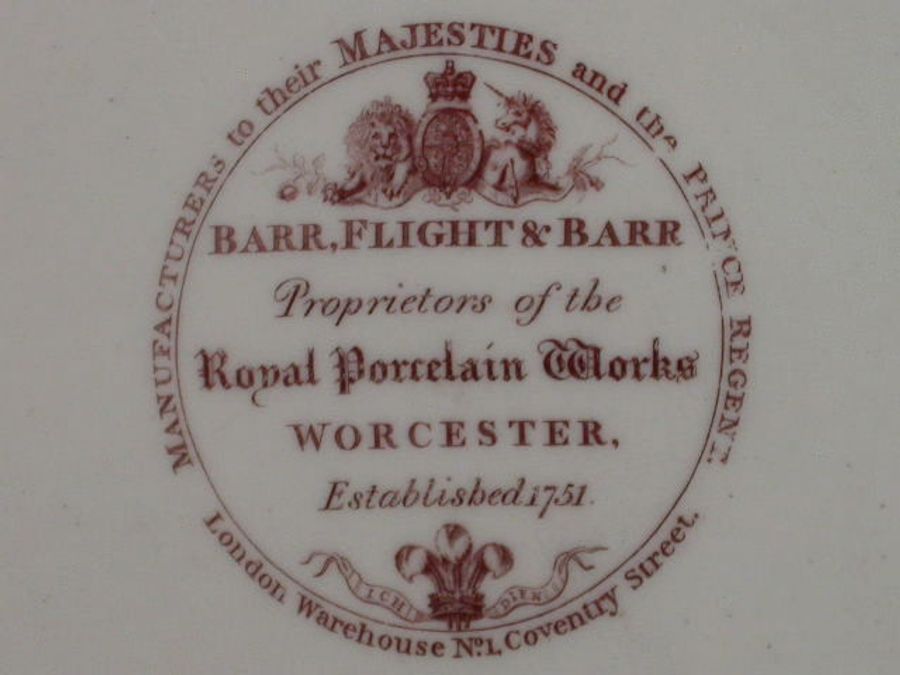 MANUFACTURERS to their MAJESTIES and the PRINCE REGENT.
BARR, FLIGHT & BARR
Proprietors of the
Royal Porcelain Works
WORCESTER,
Established 1751.
ICH DIEN
London Warehouse No. 1, Coventry Street.